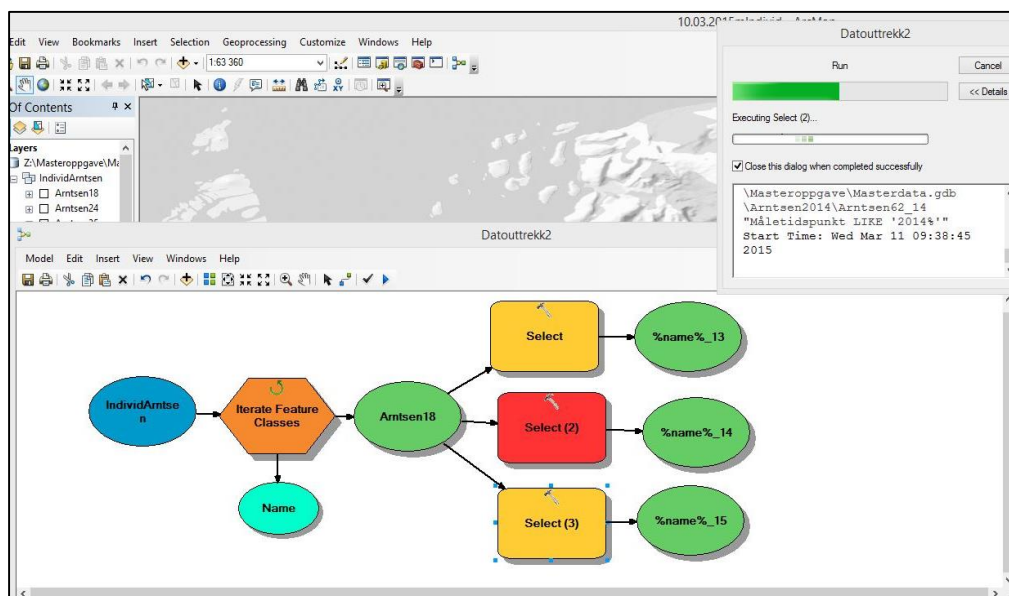 10.03.2015mIndivid - ArcMap
Edit View Bookmarks Insert Selection Geoprocessing Customize Windows Help
1:63 360
Of Contents
Layers
Z:\Masteroppgave\Ma
IndividArntsen
Arntsen18
Arntsen24
Datouttrekk2
Run
Cancel
<< Details
Executing Select (2)...
Close this dialog when completed successfully
\Masteroppgave\Masterdata.gdb
\Arntsen2014\Arntsen62_14
"Måletidspunkt LIKE '2014%'"
Start Time: Wed Mar 11 09:38:45
2015
Datouttrekk2
Model Edit Insert View Windows Help
IndividArntse
n
Iterate Feature
Classes
Name
Arntsen18
Select
%name%_13
Select (2)
%name%_14
Select (3)
%name%_15